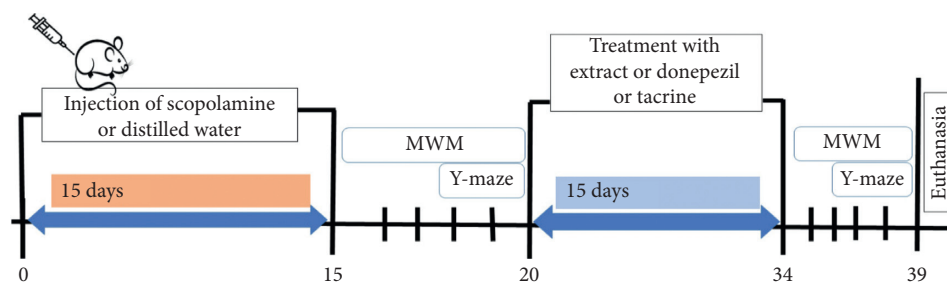 Injection of scopolamine
or distilled water
15 days
MWM
Y-maze
Treatment with
extract or donepezil
or tacrine
15 days
MWM
Y-maze
Euthanasia
0
15
20
34
39